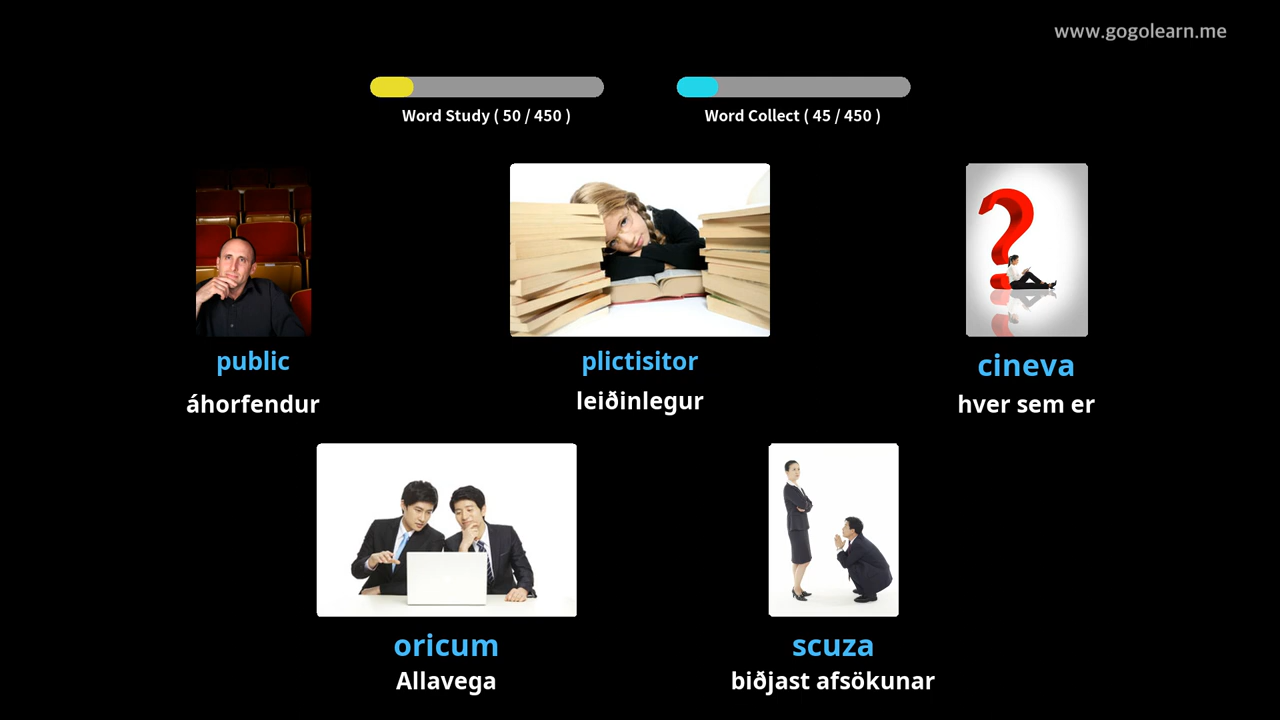 www.gogolearn.me
Word Study ( 50 / 450 )
Word Collect ( 45 / 450 )
public
áhorfendur
plictisitor
leiðinlegur
cineva
hver sem er
oricum
Allavega
scuza
biðjast afsökunar